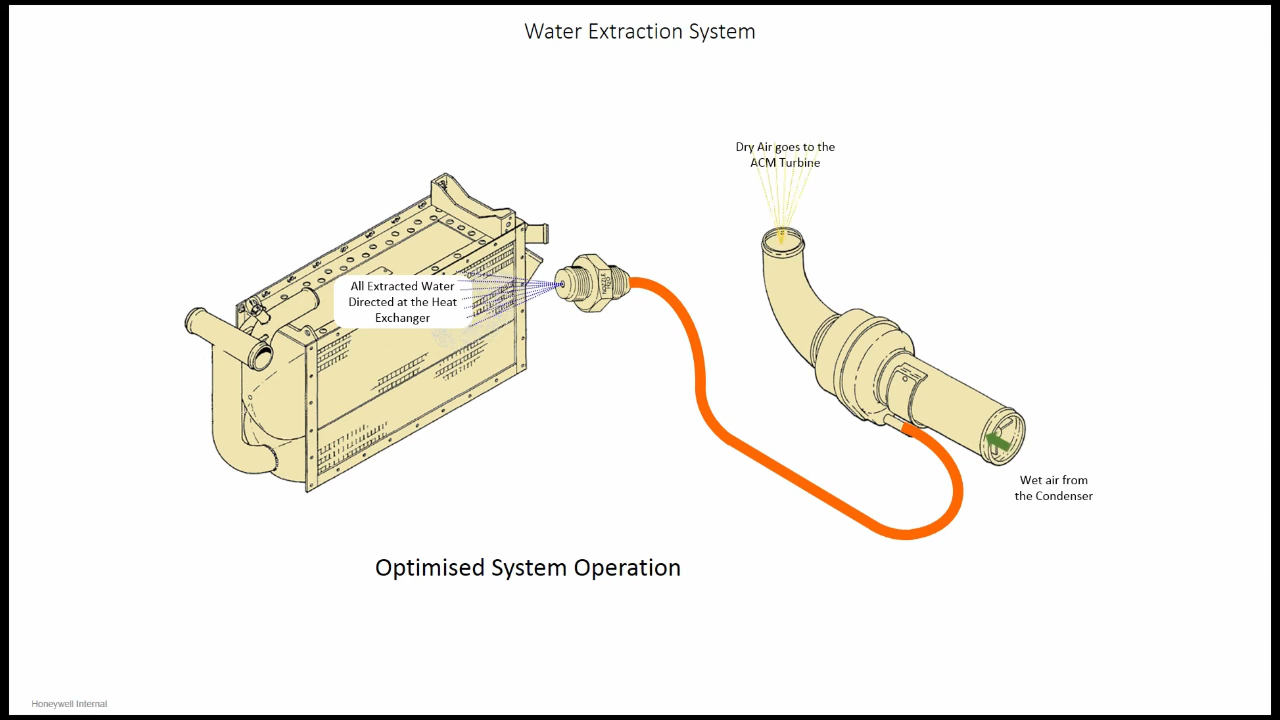 Water Extraction System
Dry Air goes to the
ACM Turbine
All Extracted Water
Directed at the Heat
Exchanger
Wet air from
the Condenser
Optimised System Operation
Honeywell Internal